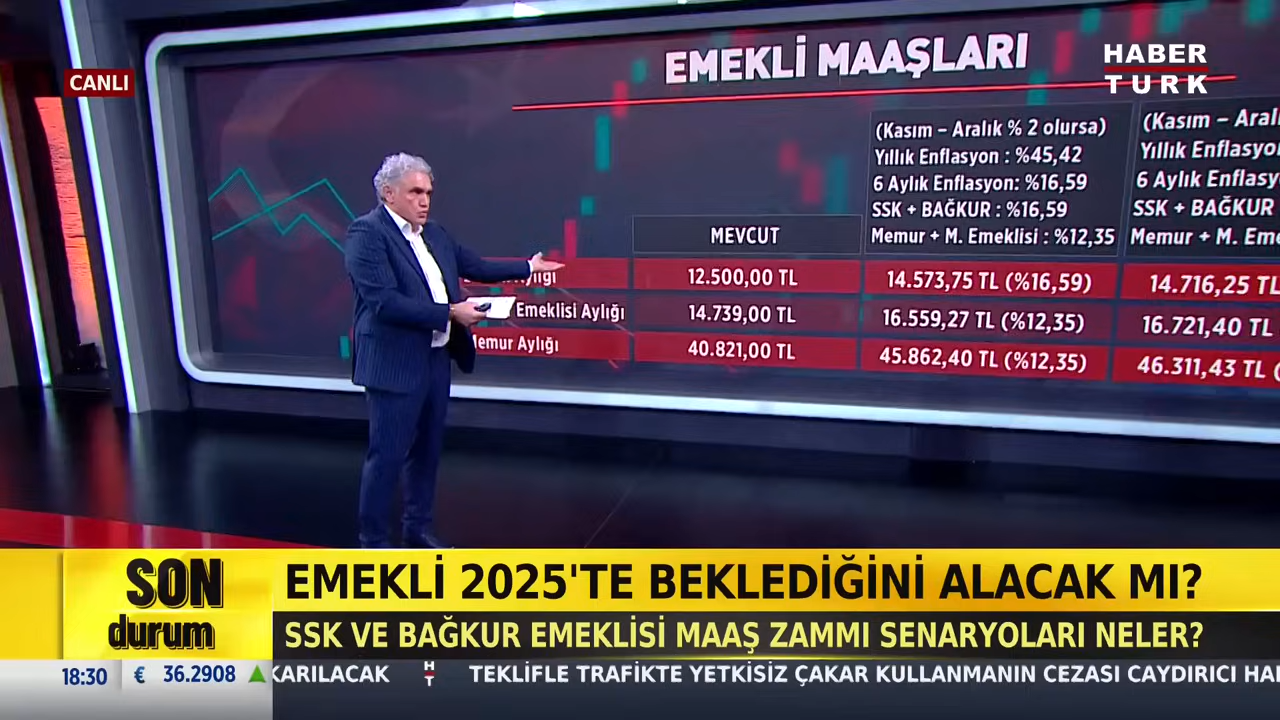 CANLI
EMEKLİ MAAŞLARI
HABER
TURK
(Kasım – Aralık % 2 olursa)
Yıllık Enflasyon : %45,42
6 Aylık Enflasyon: %16,59
SSK + BAĞKUR : %16,59
Memur + M. Emeklisi : %12,35
(Kasım –
Yıllık Enflasyon
6 Aylık
SSK + BAĞKUR
Memur + M.
MEVCUT
Aylığı 12.500,00 TL 14.573,75 TL (%16,59) 14.716,25 TL
Emeklisi Aylığı 14.739,00 TL 16.559,27 TL (%12,35) 16.721,40 TL
Memur Aylığı 40.821,00 TL 45.862,40 TL (%12,35) 46.311,43 TL
SON
durum
EMEKLİ 2025'TE BEKLEDİĞİNİ ALACAK MI?
SSK VE BAĞKUR EMEKLİSİ MAAŞ ZAMMI SENARYOLARI NELER?
18:30 € 36.2908 KARILACAK H T TEKLİFLE TRAFİKTE YETKİSİZ ÇAKAR KULLANMANIN CEZASI CAYDIRICI